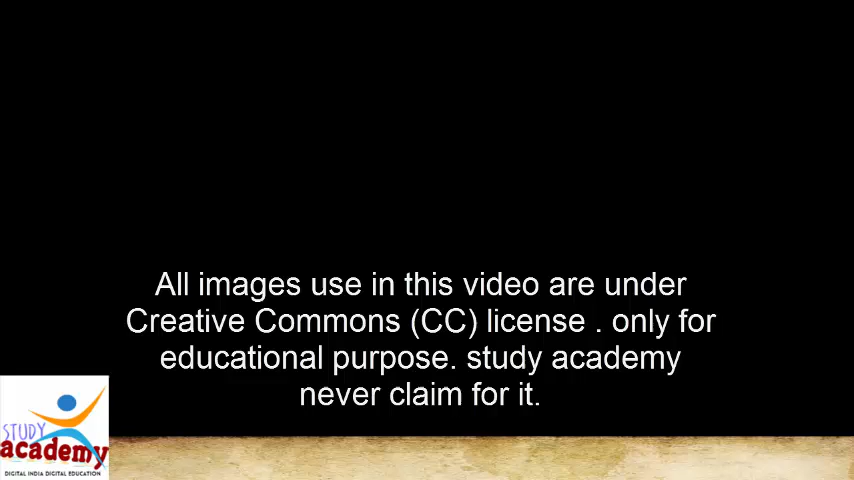 All images use in this video are under
Creative Commons (CC) license . only for
educational purpose. study academy
never claim for it.
STUDY
academy
DIGITAL INDIA DIGITAL EDUCATION